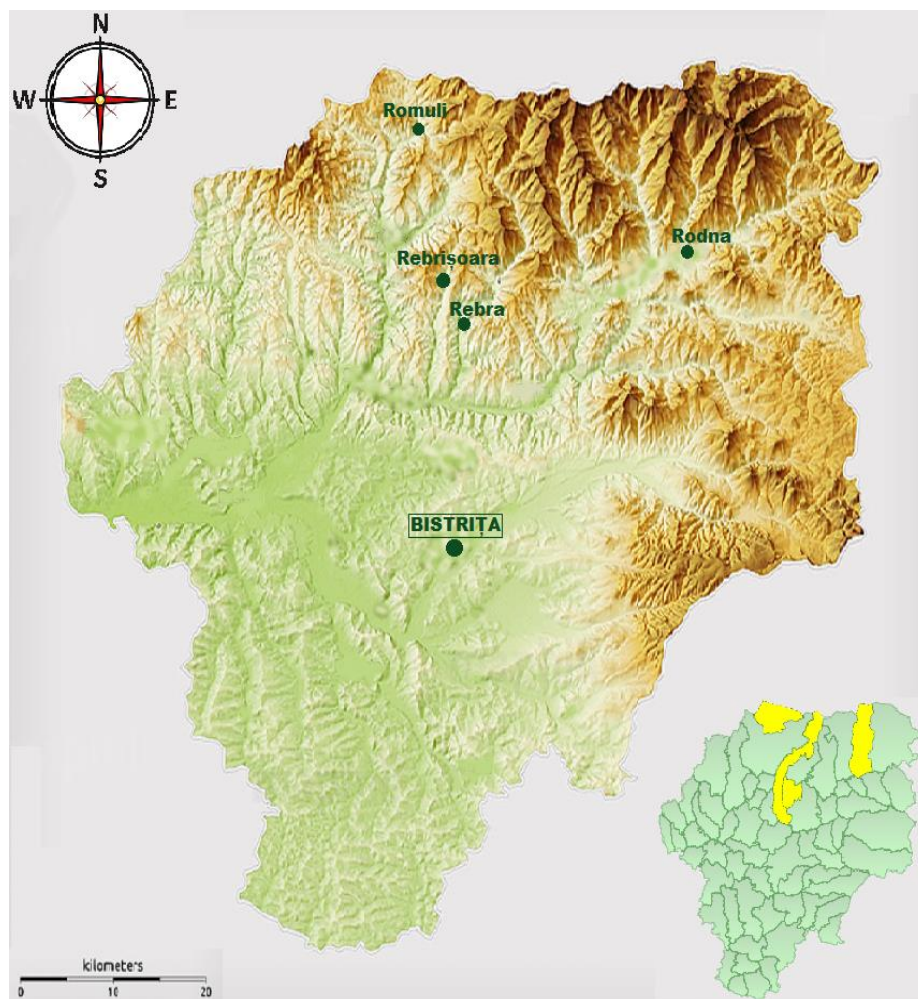 N
W E
S
Romuli
Rodna
Rebrișoara
Rebra
BISTRIȚA
kilometers
0 10 20